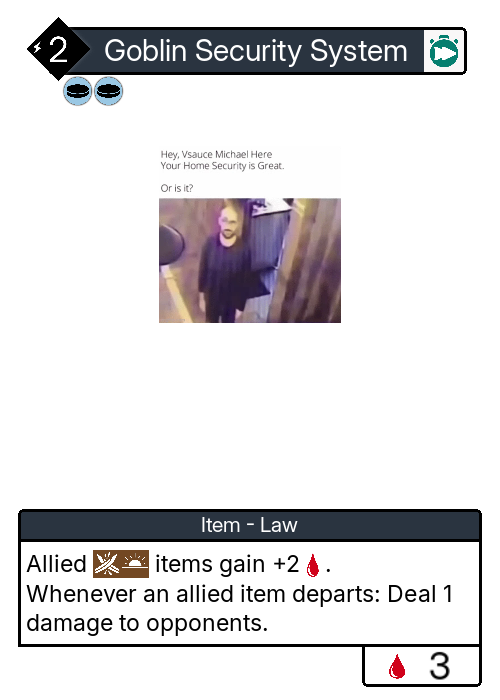 2 Goblin Security System
Hey, Vsauce Michael Here
Your Home Security is Great.
Or is it?
Item - Law
Allied items gain +2 .
Whenever an allied item departs: Deal 1
damage to opponents.
3